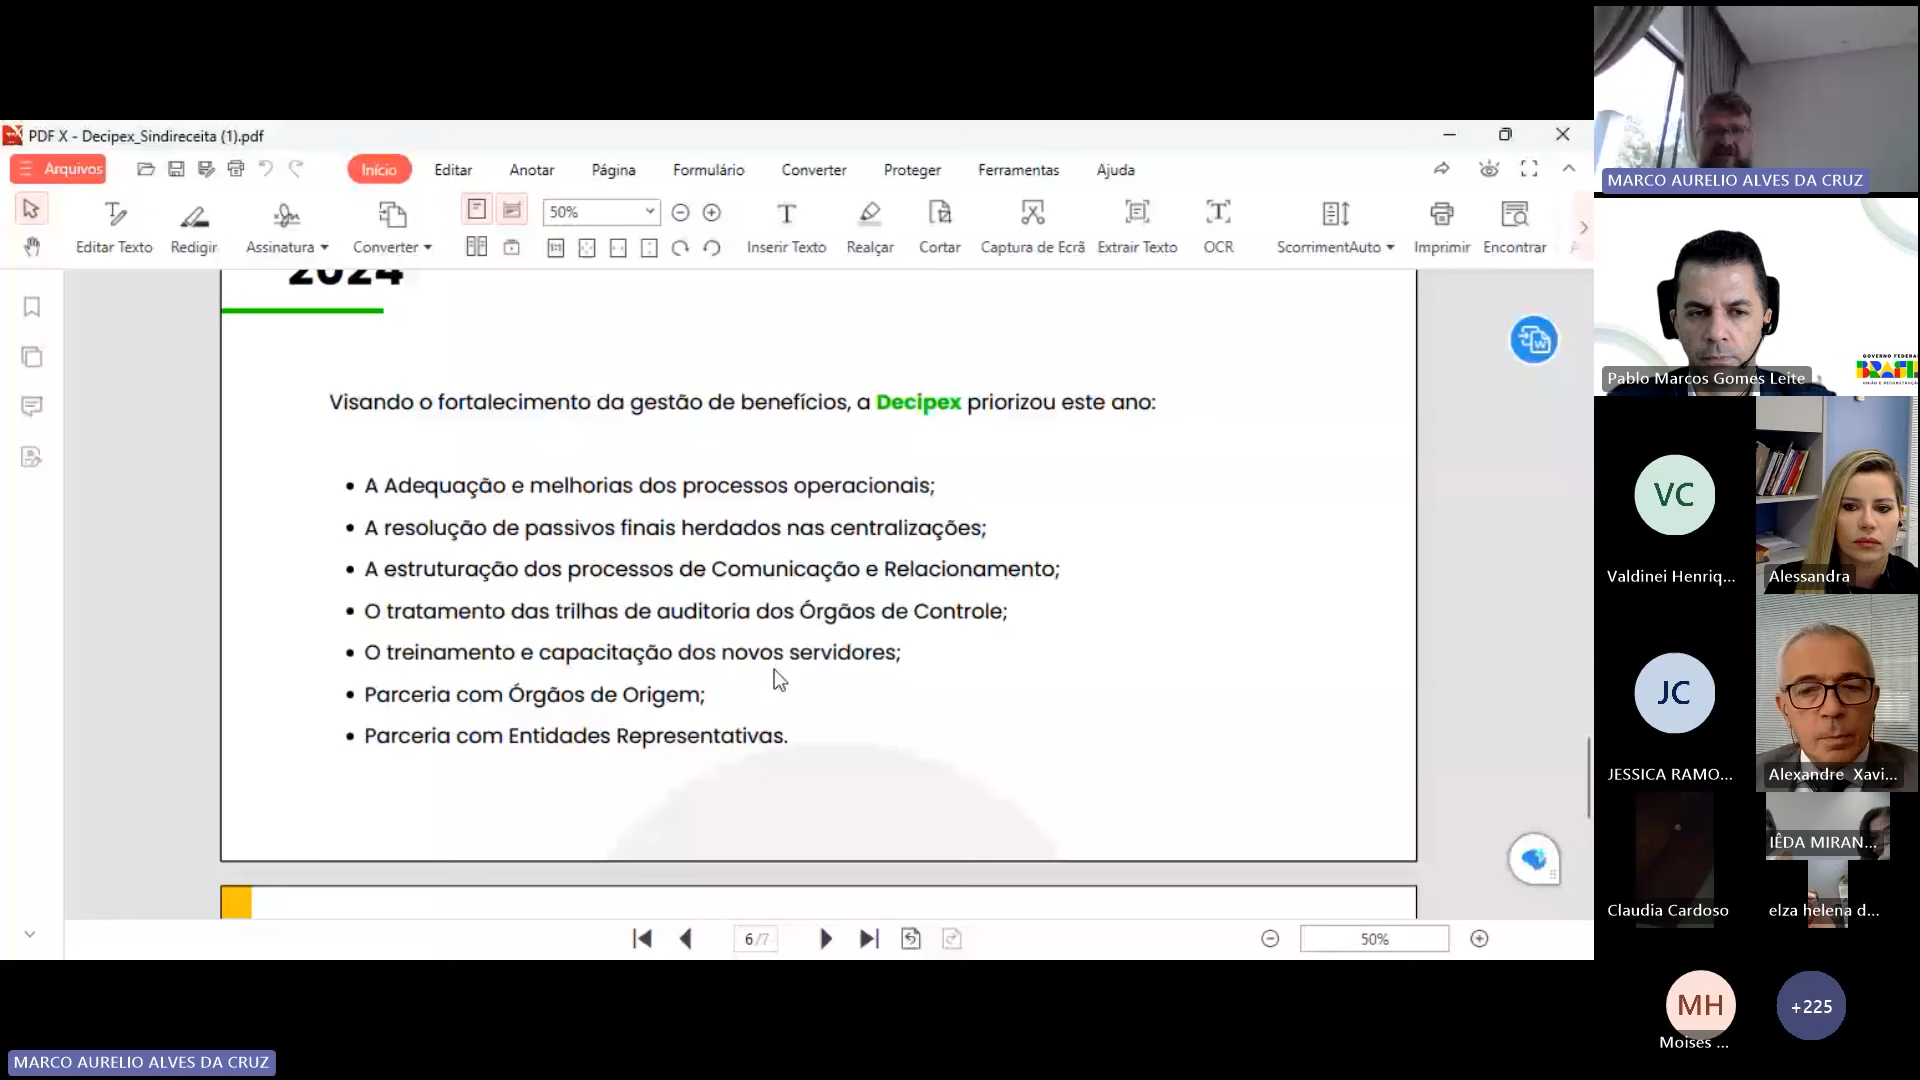 PDF X - Decipex_Sindireceita (1).pdf
Arquivos
Início
Editar
Anotar
Página
Formulário
Converter
Proteger
Ferramentas
Ajuda
50%
Editar Texto
Redigir
Assinatura
Converter
Inserir Texto
Realçar
Cortar
Captura de Ecrã
Extrair Texto
OCR
ScorrimentAuto
Imprimir
Encontrar
2024
Visando o fortalecimento da gestão de benefícios, a Decipex priorizou este ano:
• A Adequação e melhorias dos processos operacionais;
• A resolução de passivos finais herdados nas centralizações;
• A estruturação dos processos de Comunicação e Relacionamento;
• O tratamento das trilhas de auditoria dos Órgãos de Controle;
• O treinamento e capacitação dos novos servidores;
• Parceria com Órgãos de Origem;
• Parceria com Entidades Representativas.
6/7
50%
MARCO AURELIO ALVES DA CRUZ
MARCO AURELIO ALVES DA CRUZ
GOVERNO FEDERAL
BRASIL
UNIÃO E RECONSTRUÇÃO
Pablo Marcos Gomes Leite
VC
Valdinei Henriq...
Alessandra
JC
JESSICA RAMO...
Alexandre Xavi...
Claudia Cardoso
IÊDA MIRAN...
elza helena d...
MH
Moises ...
+225